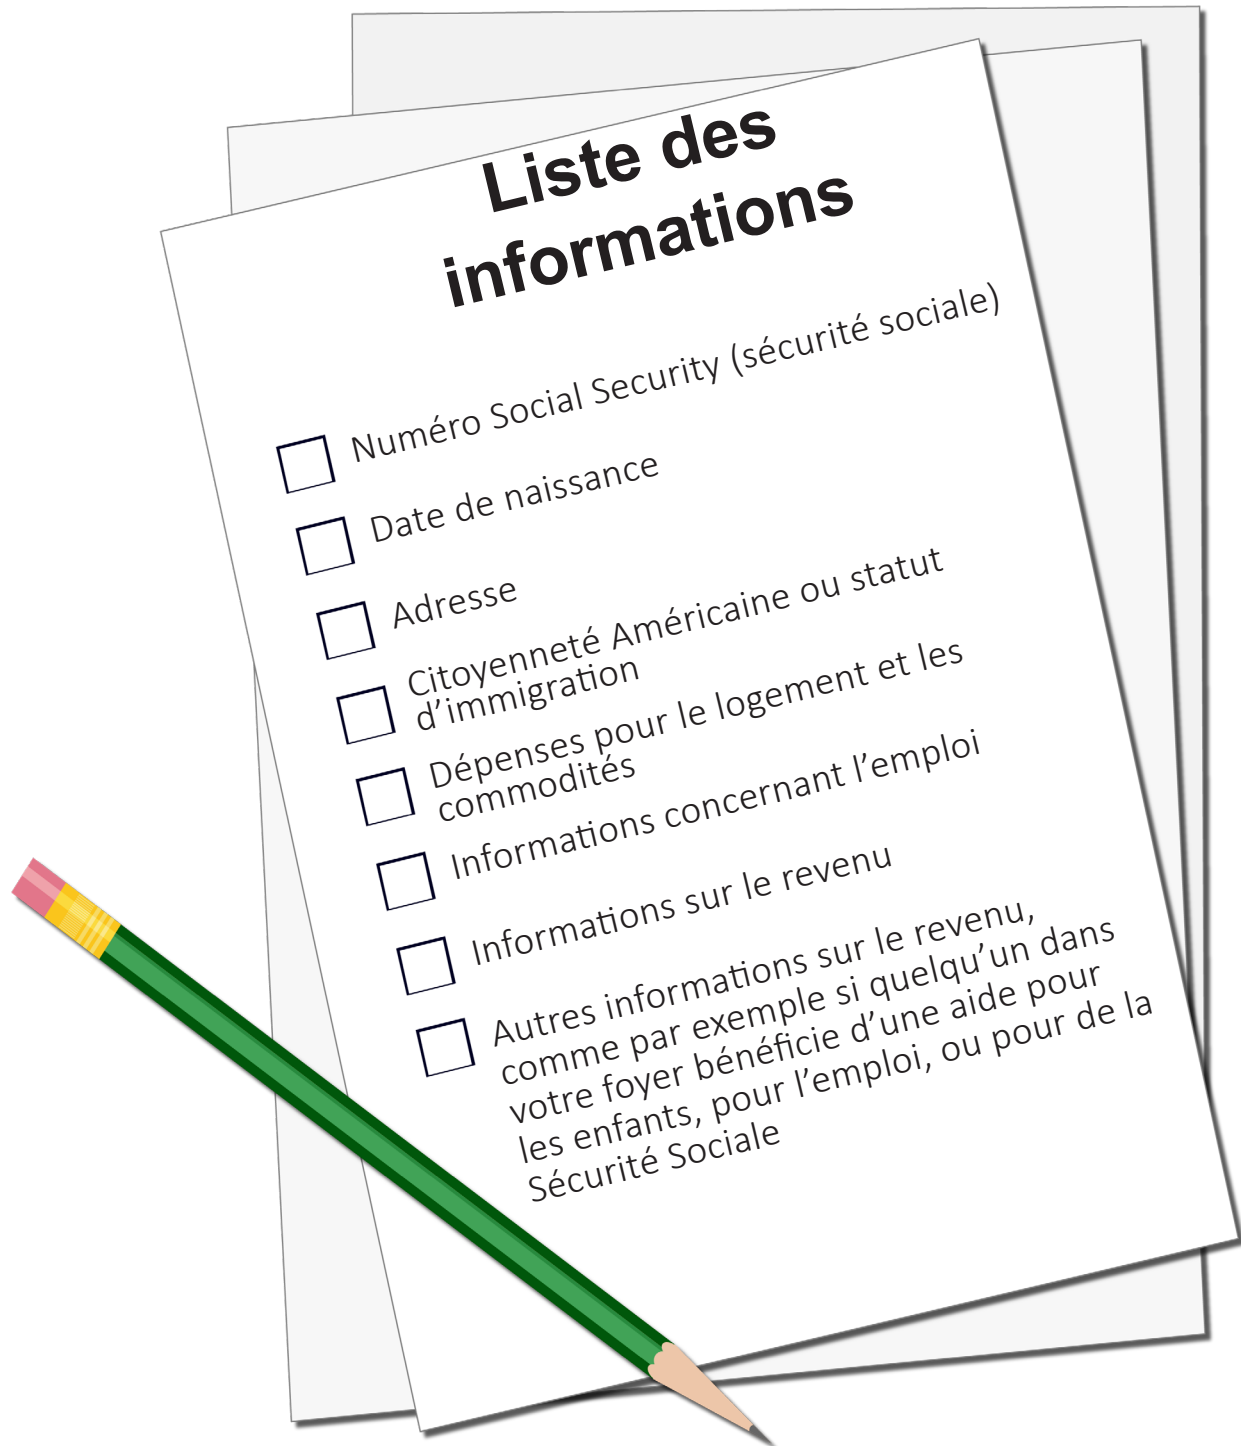 Liste des
informations
Numéro Social Security (sécurité sociale)
Date de naissance
Adresse
Citoyenneté Américaine ou statut
d'immigration
Dépenses pour le logement et les
commodités
Informations concernant l'emploi
Informations sur le revenu
Autres informations sur le revenu,
comme par exemple si quelqu'un dans
votre foyer bénéficie d'une aide pour
les enfants, pour l'emploi, ou pour de la
Sécurité Sociale